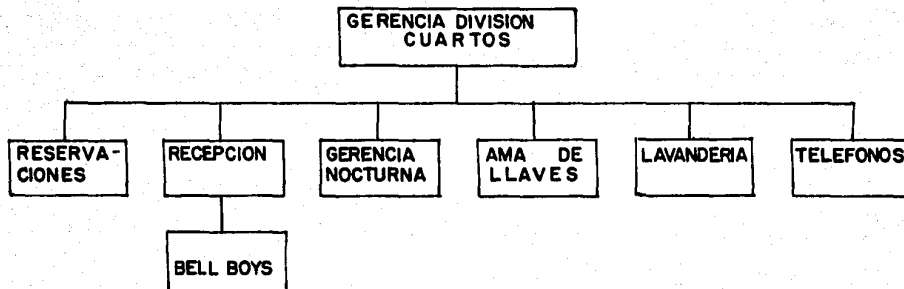 GERENCIA DIVISION
CUARTOS
RESERVA-
CIONES
RECEPCION
GERENCIA
NOCTURNA
AMA DE
LLAVES
LAVANDERIA
TELEFONOS
BELL BOYS